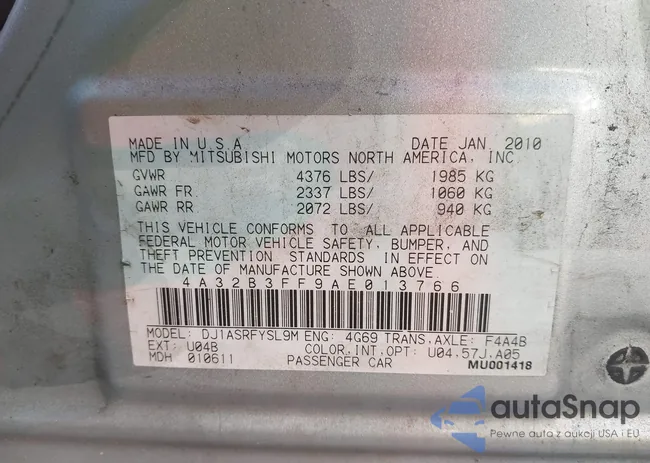 MADE IN U.S.A DATE JAN. 2010
MFD BY MITSUBISHI MOTORS NORTH AMERICA, INC
GVWR 4376 LBS/ 1985 KG
GAWR FR 2337 LBS/ 1060 KG
GAWR RR 2072 LBS/ 940 KG
THIS VEHICLE CONFORMS TO ALL APPLICABLE
FEDERAL MOTOR VEHICLE SAFETY, BUMPER, AND
THEFT PREVENTION STANDARDS IN EFFECT ON
THE DATE OF MANUFACTURE SHOWN ABOVE.
4A32B3FF9AE013766
MODEL: DJ1ASRFYSL9M ENG: 4G69 TRANS,AXLE: F4A4B
EXT: U04B COLOR,INT,OPT: U04,57J,A05
MDH 010611 PASSENGER CAR MU001418
autoSnap
Pewne auta z aukcji USA i EU